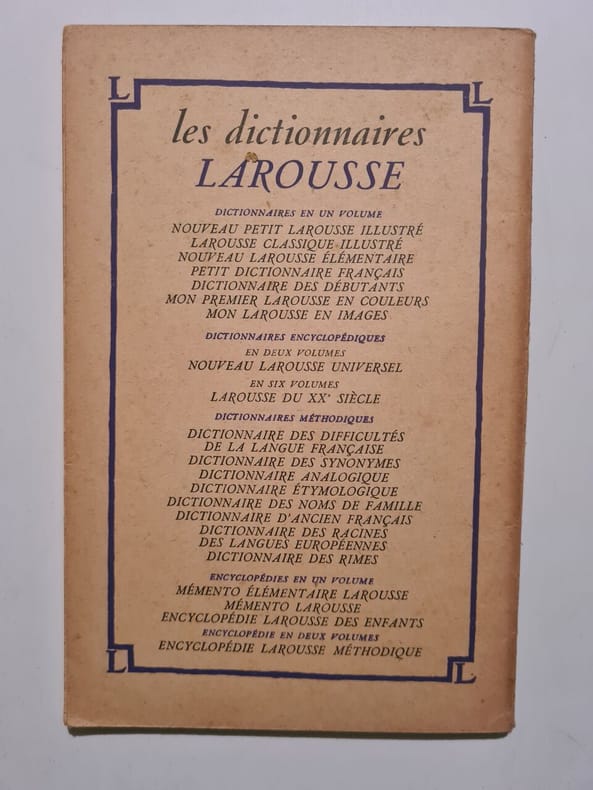 L L
les dictionnaires
LAROUSSE
DICTIONNAIRES EN UN VOLUME
NOUVEAU PETIT LAROUSSE ILLUSTRÉ
LAROUSSE CLASSIQUE ILLUSTRÉ
NOUVEAU LAROUSSE ÉLÉMENTAIRE
PETIT DICTIONNAIRE FRANÇAIS
DICTIONNAIRE DES DÉBUTANTS
MON PREMIER LAROUSSE EN COULEURS
MON LAROUSSE EN IMAGES
DICTIONNAIRES ENCYCLOPÉDIQUES
EN DEUX VOLUMES
NOUVEAU LAROUSSE UNIVERSEL
EN SIX VOLUMES
LAROUSSE DU XXᵉ SIÈCLE
DICTIONNAIRES MÉTHODIQUES
DICTIONNAIRE DES DIFFICULTÉS
DE LA LANGUE FRANÇAISE
DICTIONNAIRE DES SYNONYMES
DICTIONNAIRE ANALOGIQUE
DICTIONNAIRE ÉTYMOLOGIQUE
DICTIONNAIRE DES NOMS DE FAMILLE
DICTIONNAIRE D'ANCIEN FRANÇAIS
DICTIONNAIRE DES RACINES
DES LANGUES EUROPÉENNES
DICTIONNAIRE DES RIMES
ENCYCLOPÉDIES EN UN VOLUME
MÉMENTO ÉLÉMENTAIRE LAROUSSE
MÉMENTO LAROUSSE
ENCYCLOPÉDIE LAROUSSE DES ENFANTS
ENCYCLOPÉDIE EN DEUX VOLUMES
ENCYCLOPÉDIE LAROUSSE MÉTHODIQUE
L L